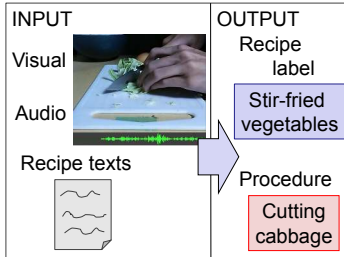 INPUT
Visual
Audio
Recipe texts
OUTPUT
Recipe
label
Stir-fried
vegetables
Procedure
Cutting
cabbage